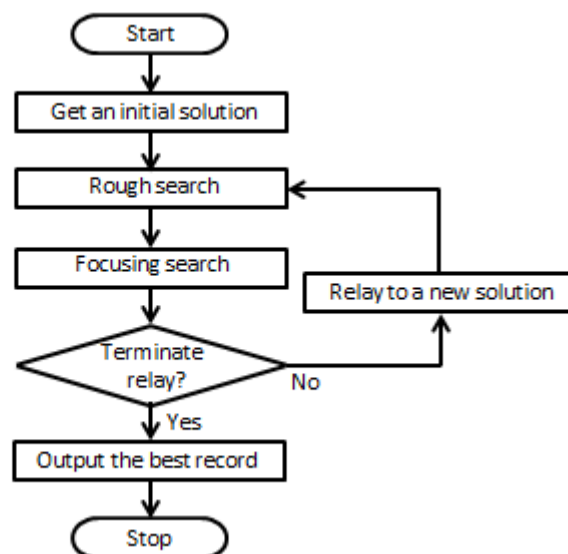 Start
Get an initial solution
Rough search
Focusing search
Relay to a new solution
Terminate
relay?
No
Yes
Output the best record
Stop